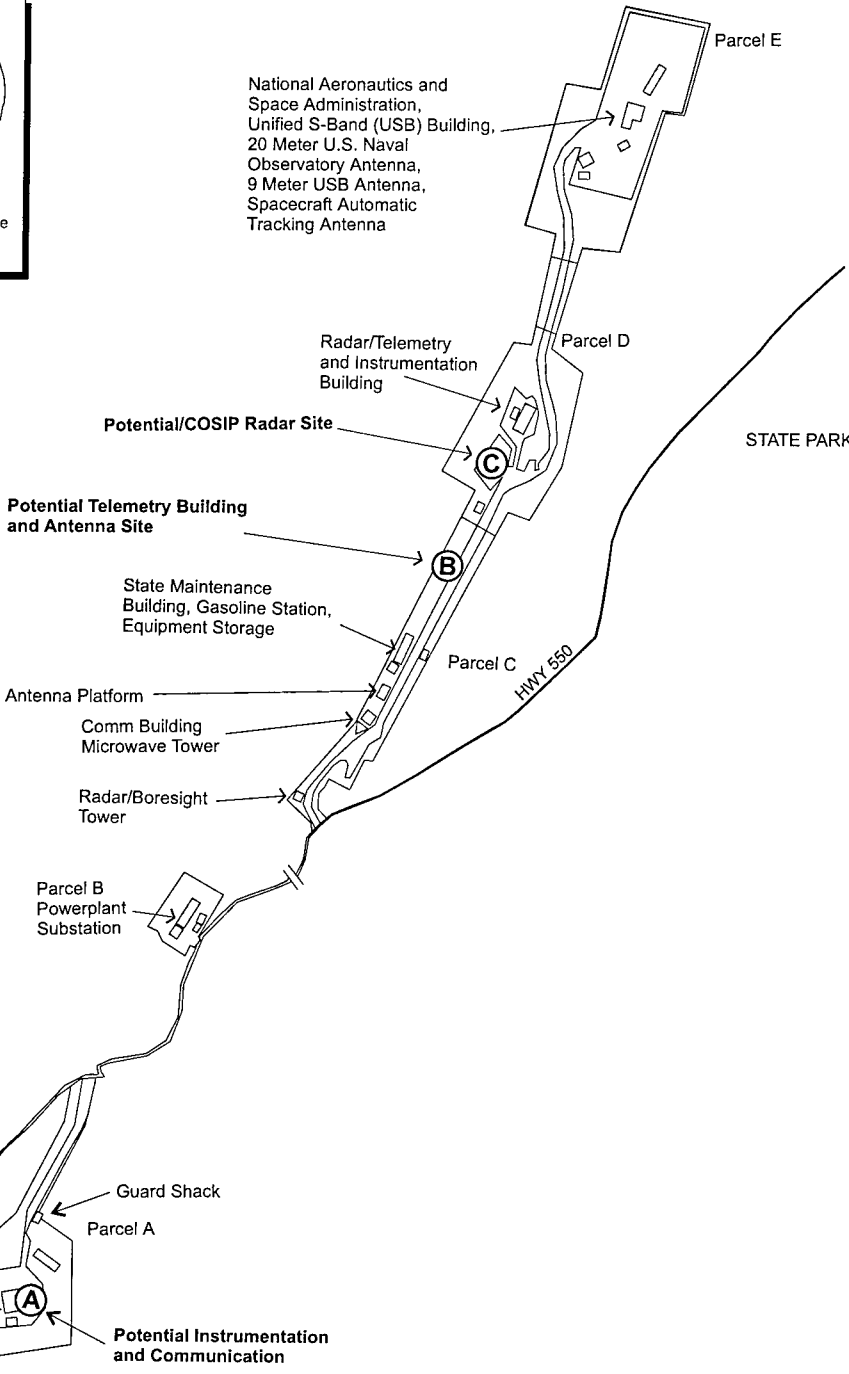 Parcel E
National Aeronautics and
Space Administration,
Unified S-Band (USB) Building,
20 Meter U.S. Naval
Observatory Antenna,
9 Meter USB Antenna,
Spacecraft Automatic
Tracking Antenna
e
Parcel D
Radar/Telemetry
and Instrumentation
Building
Potential/COSIP Radar Site
STATE PARK
C
Potential Telemetry Building
and Antenna Site
B
State Maintenance
Building, Gasoline Station,
Equipment Storage
Parcel C
HWY 550
Antenna Platform
Comm Building
Microwave Tower
Radar/Boresight
Tower
Parcel B
Powerplant
Substation
Guard Shack
Parcel A
A
Potential Instrumentation
and Communication